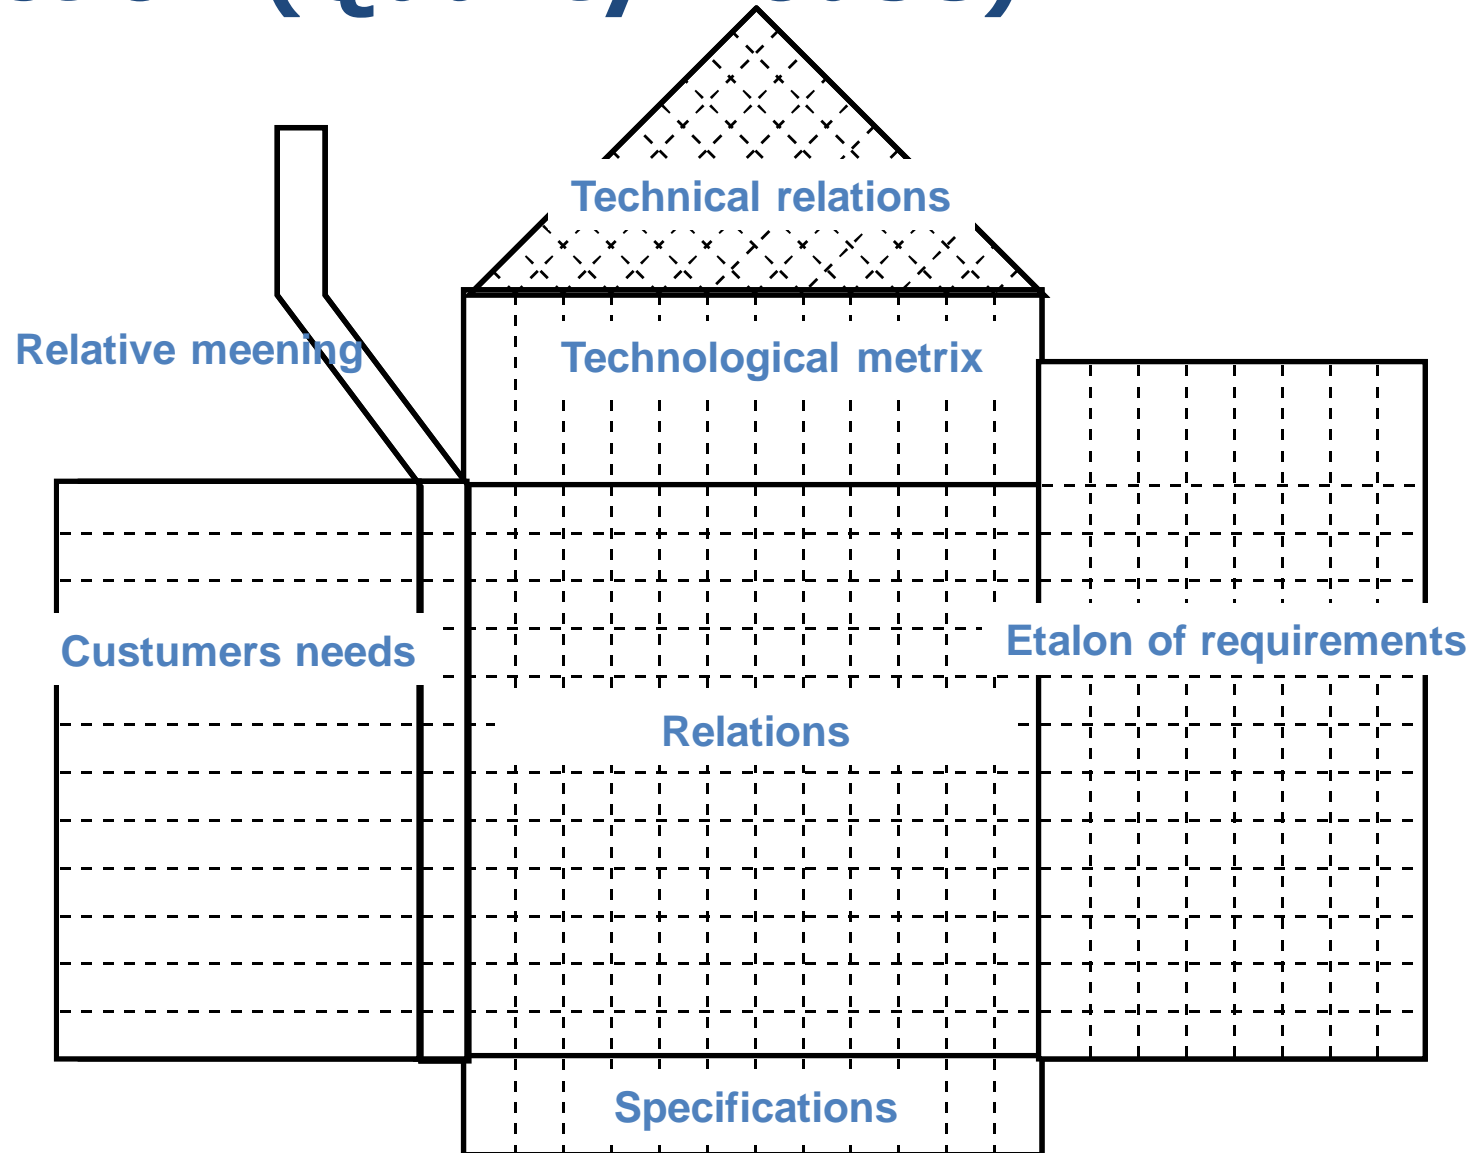 Technical relations
Relative meening
Technological metrix
Custumers needs
Etalon of requirements
Relations
Specifications